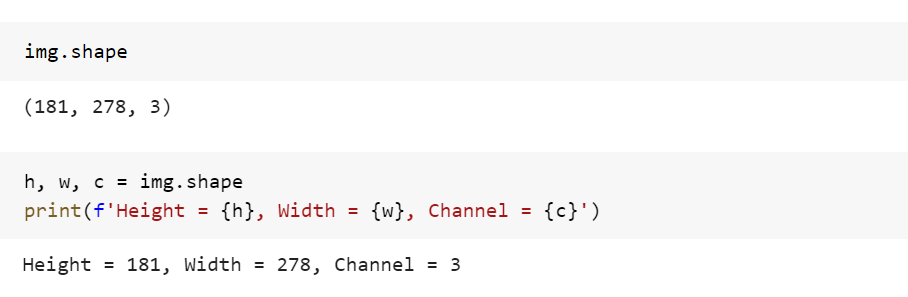 img.shape
(181, 278, 3)
h, w, c = img.shape
print(f'Height = {h}, Width = {w}, Channel = {c}')
Height = 181, Width = 278, Channel = 3